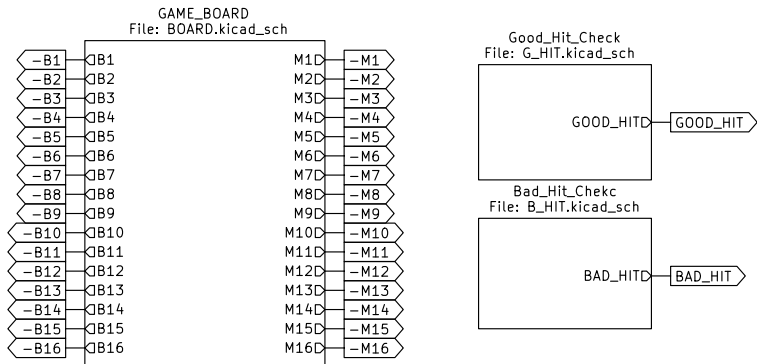 GAME_BOARD
File: BOARD.kicad_sch
-B1 B1 M1 -M1
-B2 B2 M2 -M2
-B3 B3 M3 -M3
-B4 B4 M4 -M4
-B5 B5 M5 -M5
-B6 B6 M6 -M6
-B7 B7 M7 -M7
-B8 B8 M8 -M8
-B9 B9 M9 -M9
-B10 B10 M10 -M10
-B11 B11 M11 -M11
-B12 B12 M12 -M12
-B13 B13 M13 -M13
-B14 B14 M14 -M14
-B15 B15 M15 -M15
-B16 B16 M16 -M16
Good_Hit_Check
File: G_HIT.kicad_sch
GOOD_HIT GOOD_HIT
Bad_Hit_Chekc
File: B_HIT.kicad_sch
BAD_HIT BAD_HIT